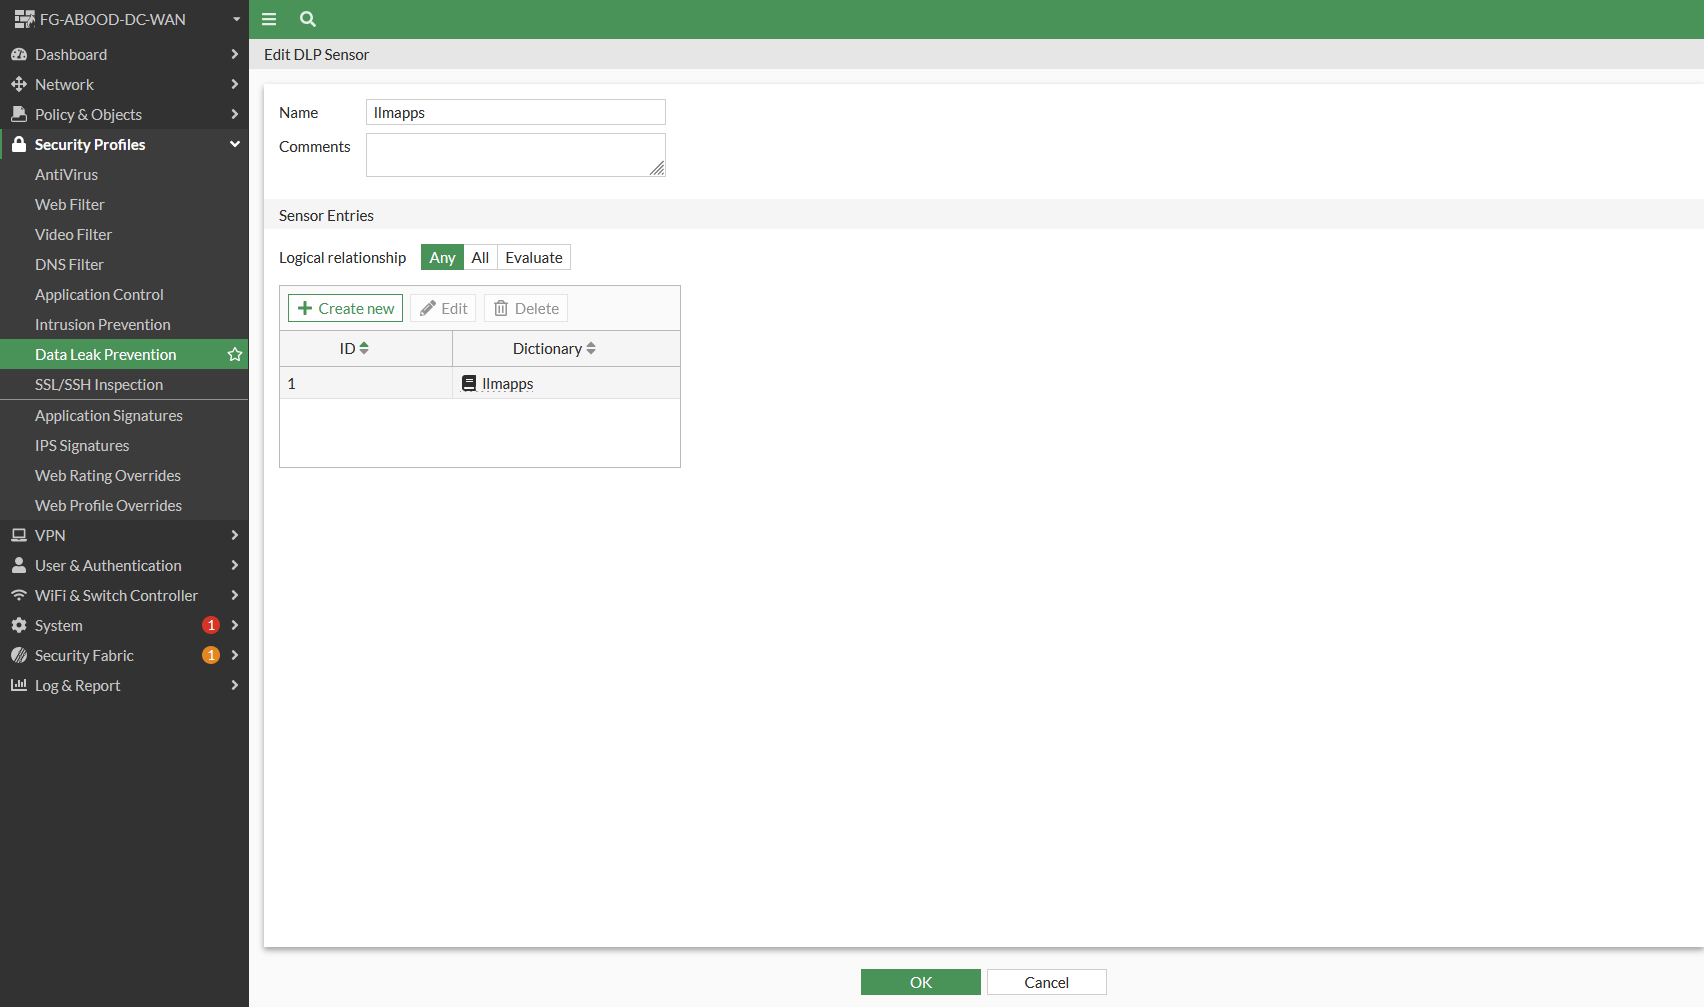 FG-ABOOD-DC-WAN
Dashboard
Network
Policy & Objects
Security Profiles
AntiVirus
Web Filter
Video Filter
DNS Filter
Application Control
Intrusion Prevention
Data Leak Prevention
SSL/SSH Inspection
Application Signatures
IPS Signatures
Web Rating Overrides
Web Profile Overrides
VPN
User & Authentication
WiFi & Switch Controller
System 1
Security Fabric 1
Log & Report
Edit DLP Sensor
Name llmapps
Comments
Sensor Entries
Logical relationship Any All Evaluate
Create new Edit Delete
ID Dictionary
1 llmapps
OK Cancel